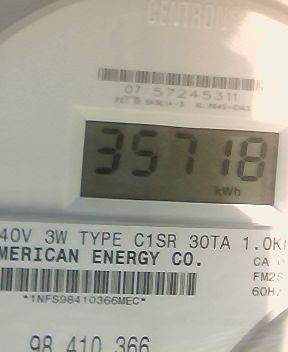 CENTRON
07 57245311
35718
kWh
40V 3W TYPE C1SR 30TA 1.0K
MERICAN ENERGY CO. CA
FM2S
*1NFS98410366MEC* 60H
98 410 366